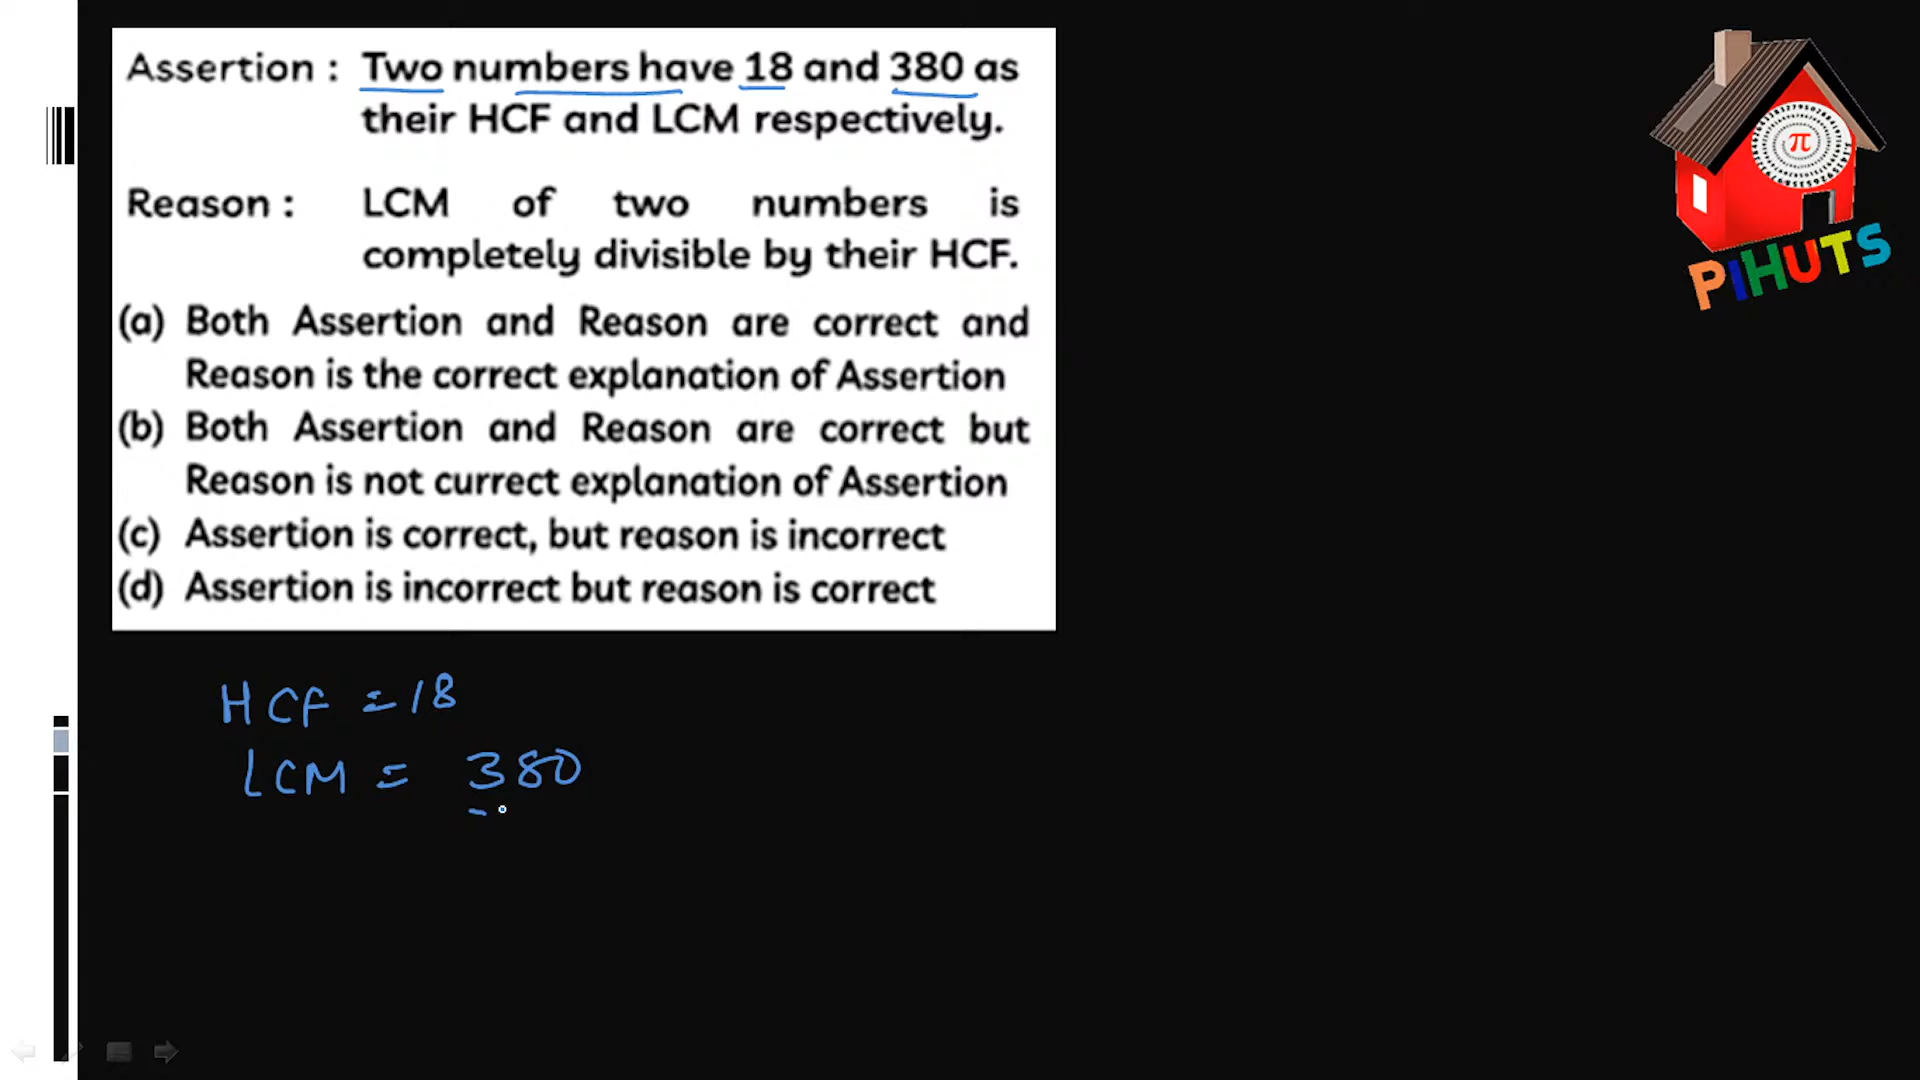 Assertion : Two numbers have 18 and 380 as
their HCF and LCM respectively.
Reason : LCM of two numbers is
completely divisible by their HCF.
(a) Both Assertion and Reason are correct and
Reason is the correct explanation of Assertion
(b) Both Assertion and Reason are correct but
Reason is not currect explanation of Assertion
(c) Assertion is correct, but reason is incorrect
(d) Assertion is incorrect but reason is correct
HCF = 18
LCM = 380
π
PIHUTS